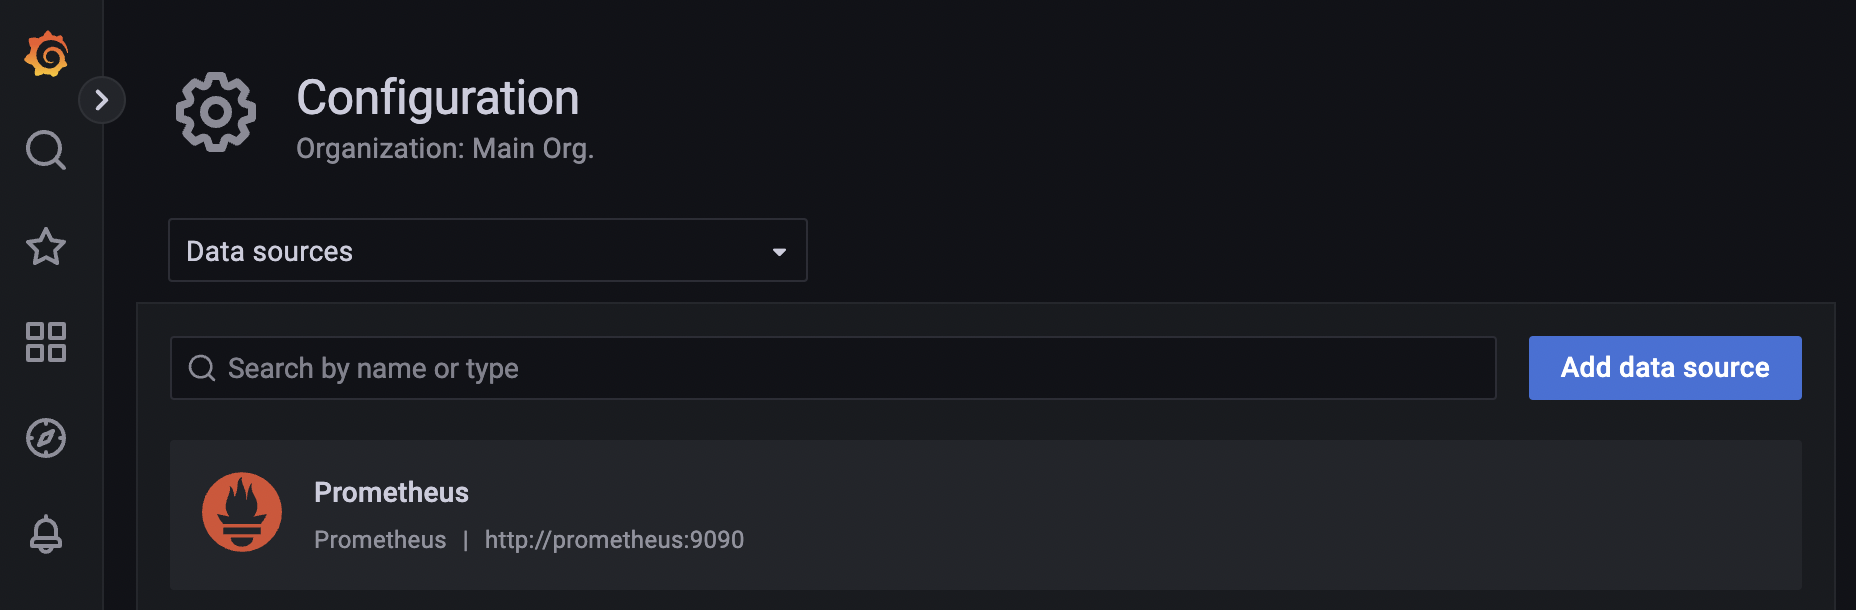 Configuration
Organization: Main Org.
Data sources
Search by name or type
Add data source
Prometheus
Prometheus | http://prometheus:9090